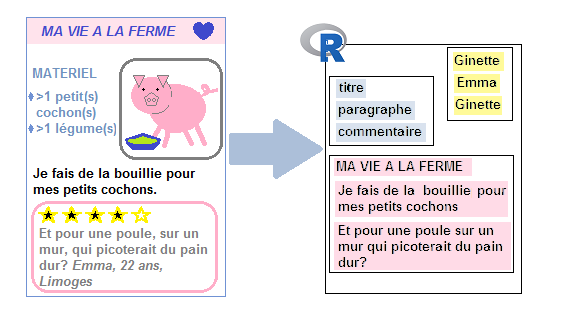 MA VIE A LA FERME
MATERIEL
>1 petit(s)
cochon(s)
>1 légume(s)
Je fais de la bouillie pour
mes petits cochons.
Et pour une poule, sur un
mur, qui picoterait du pain
dur? Emma, 22 ans,
Limoges
R
titre
paragraphe
commentaire
Ginette
Emma
Ginette
MA VIE A LA FERME
Je fais de la bouillie pour
mes petits cochons
Et pour une poule sur un
mur qui picoterait du pain
dur?